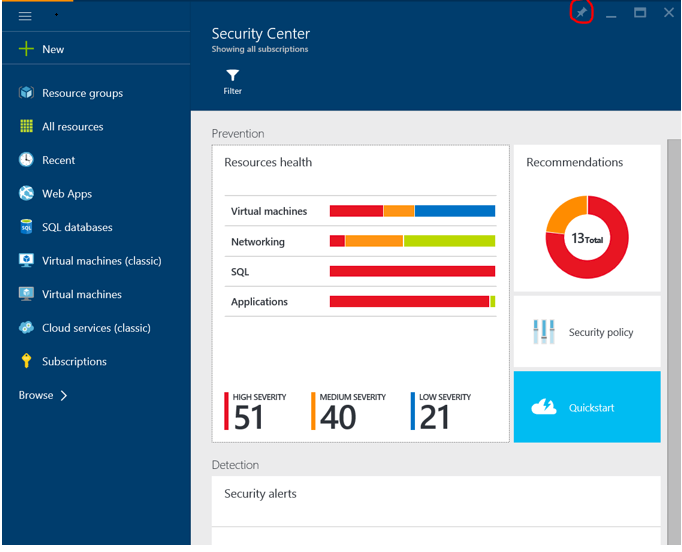 Security Center
Showing all subscriptions
Filter
New
Resource groups
All resources
Recent
Web Apps
SQL
SQL databases
Virtual machines (classic)
Virtual machines
Cloud services (classic)
Subscriptions
Browse
Prevention
Resources health
Virtual machines
Networking
SQL
Applications
HIGH SEVERITY
51
MEDIUM SEVERITY
40
LOW SEVERITY
21
Recommendations
13 Total
Security policy
Quickstart
Detection
Security alerts